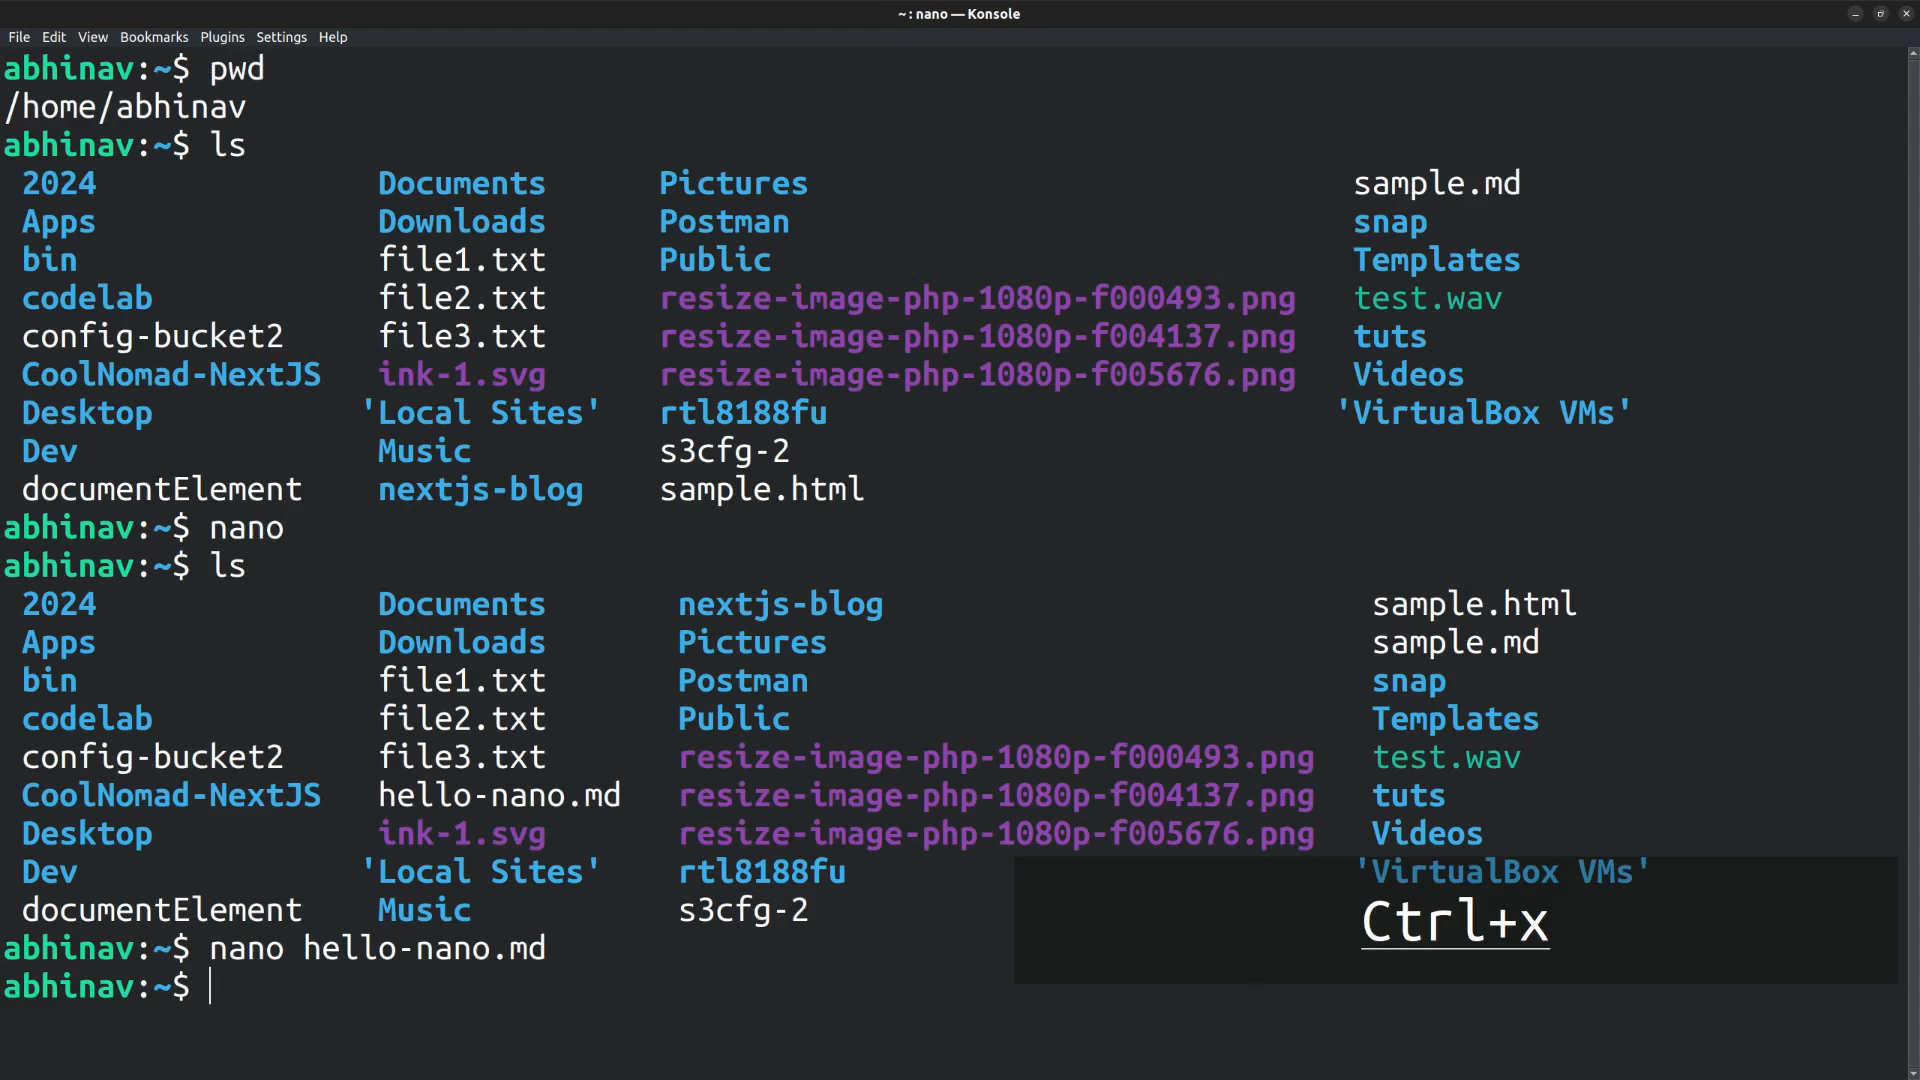 ~ : nano — Konsole
File Edit View Bookmarks Plugins Settings Help
abhinav:~$ pwd
/home/abhinav
abhinav:~$ ls
2024 Documents Pictures sample.md
Apps Downloads Postman snap
bin file1.txt Public Templates
codelab file2.txt resize-image-php-1080p-f000493.png test.wav
config-bucket2 file3.txt resize-image-php-1080p-f004137.png tuts
CoolNomad-NextJS ink-1.svg resize-image-php-1080p-f005676.png Videos
Desktop 'Local Sites' rtl8188fu 'VirtualBox VMs'
Dev Music s3cfg-2
documentElement nextjs-blog sample.html
abhinav:~$ nano
abhinav:~$ ls
2024 Documents nextjs-blog sample.html
Apps Downloads Pictures sample.md
bin file1.txt Postman snap
codelab file2.txt Public Templates
config-bucket2 file3.txt resize-image-php-1080p-f000493.png test.wav
CoolNomad-NextJS hello-nano.md resize-image-php-1080p-f004137.png tuts
Desktop ink-1.svg resize-image-php-1080p-f005676.png Videos
Dev 'Local Sites' rtl8188fu 'VirtualBox VMs'
documentElement Music s3cfg-2
Ctrl+x
abhinav:~$ nano hello-nano.md
abhinav:~$